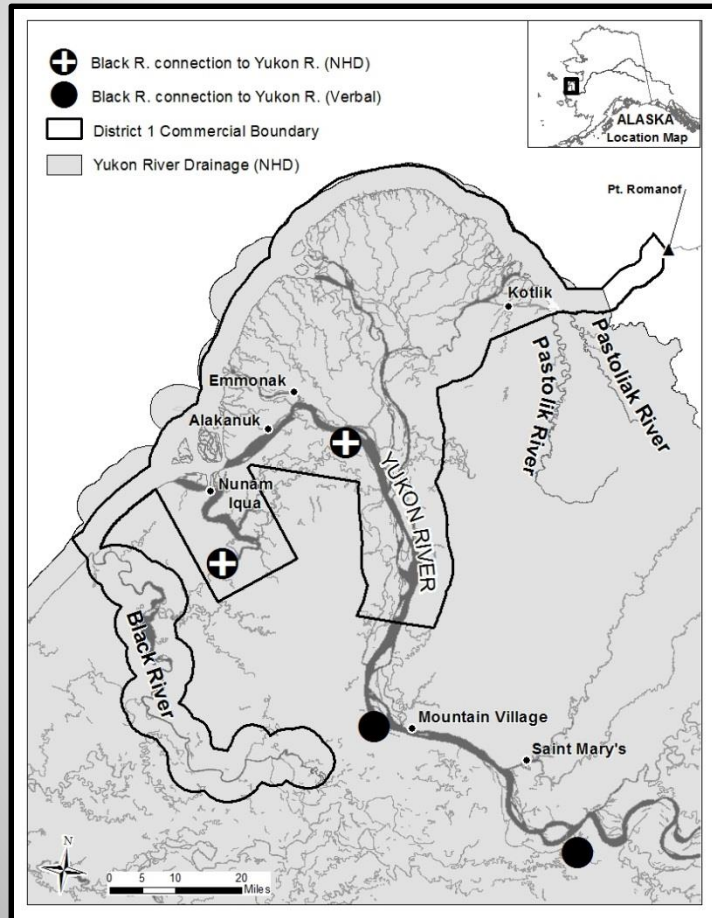 Black R. connection to Yukon R. (NHD)
Black R. connection to Yukon R. (Verbal)
District 1 Commercial Boundary
Yukon River Drainage (NHD)
ALASKA
Location Map
Pt. Romanof
Kotlik
Pastoliak River
Pastolik River
Emmonak
Alakanuk
Nunam
Iqua
YUKON RIVER
Black River
Mountain Village
Saint Mary's
N
0 5 10 20
Miles